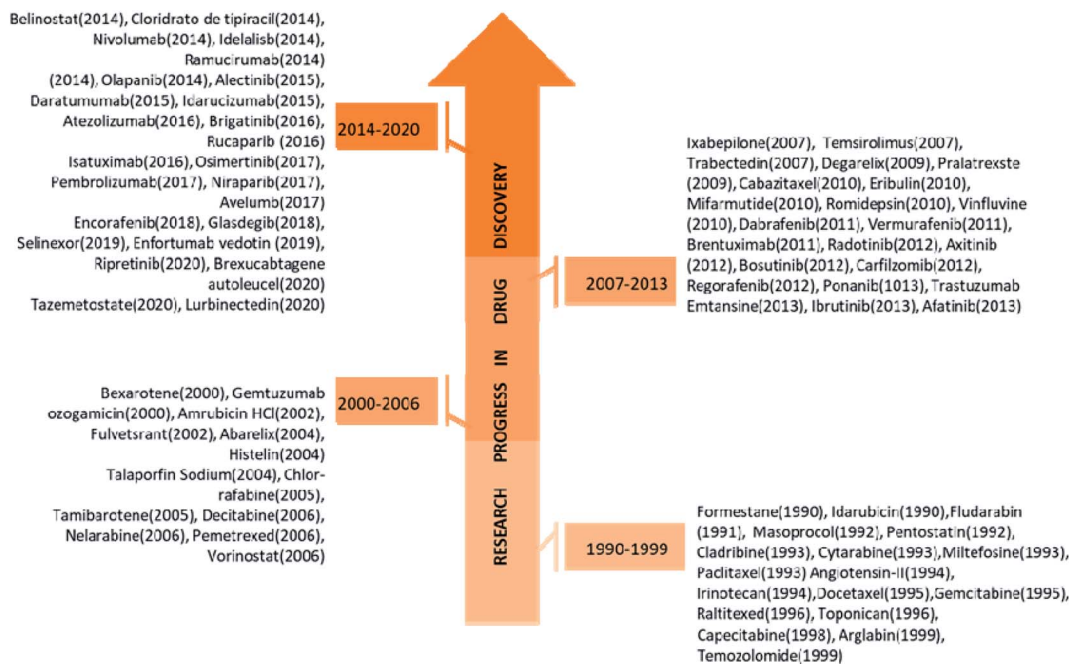 Belinostat(2014), Cloridrato de tipiracil(2014),
Nivolumab(2014), Idelalisb(2014),
Ramucirumab(2014)
(2014), Olapanib(2014), Alectinib(2015),
Daratumumab(2015), Idarucizumab(2015),
Atezolizumab(2016), Brigatinib(2016),
Rucaparib (2016)
Isatuximab(2016), Osimertinib(2017),
Pembrolizumab(2017), Niraparib(2017),
Avelumb(2017)
Encorafenib(2018), Glasdegib(2018),
Selinexor(2019), Enfortumab vedotin (2019),
Ripretinib(2020), Brexucabtagene
autoleucel(2020)
Tazemetostate(2020), Lurbinectedin(2020)
2014-2020
Ixabepilone(2007), Temsirolimus(2007),
Trabectedin(2007), Degarelix(2009), Pralatrexste
(2009), Cabazitaxel(2010), Eribulin(2010),
Mifarmutide(2010), Romidepsin(2010), Vinfluvine
(2010), Dabrafenib(2011), Vermurafenib(2011),
Brentuximab(2011), Radotinib(2012), Axitinib
(2012), Bosutinib(2012), Carfilzomib(2012),
Regorafenib(2012), Ponanib(1013), Trastuzumab
Emtansine(2013), Ibrutinib(2013), Afatinib(2013)
2007-2013
Bexarotene(2000), Gemtuzumab
ozogamicin(2000), Amrubicin HCl(2002),
Fulvetsrant(2002), Abarelix(2004),
Histelin(2004)
Talaporfin Sodium(2004), Chlor-
rafabine(2005),
Tamibarotene(2005), Decitabine(2006),
Nelarabine(2006), Pemetrexed(2006),
Vorinostat(2006)
2000-2006
Formestane(1990), Idarubicin(1990),Fludarabin
(1991), Masoprocol(1992), Pentostatin(1992),
Cladribine(1993), Cytarabine(1993),Miltefosine(1993),
Paclitaxel(1993) Angiotensin-II(1994),
Irinotecan(1994),Docetaxel(1995),Gemcitabine(1995),
Raltitexed(1996), Toponican(1996),
Capecitabine(1998), Arglabin(1999),
Temozolomide(1999)
1990-1999
RESEARCH PROGRESS IN DRUG DISCOVERY